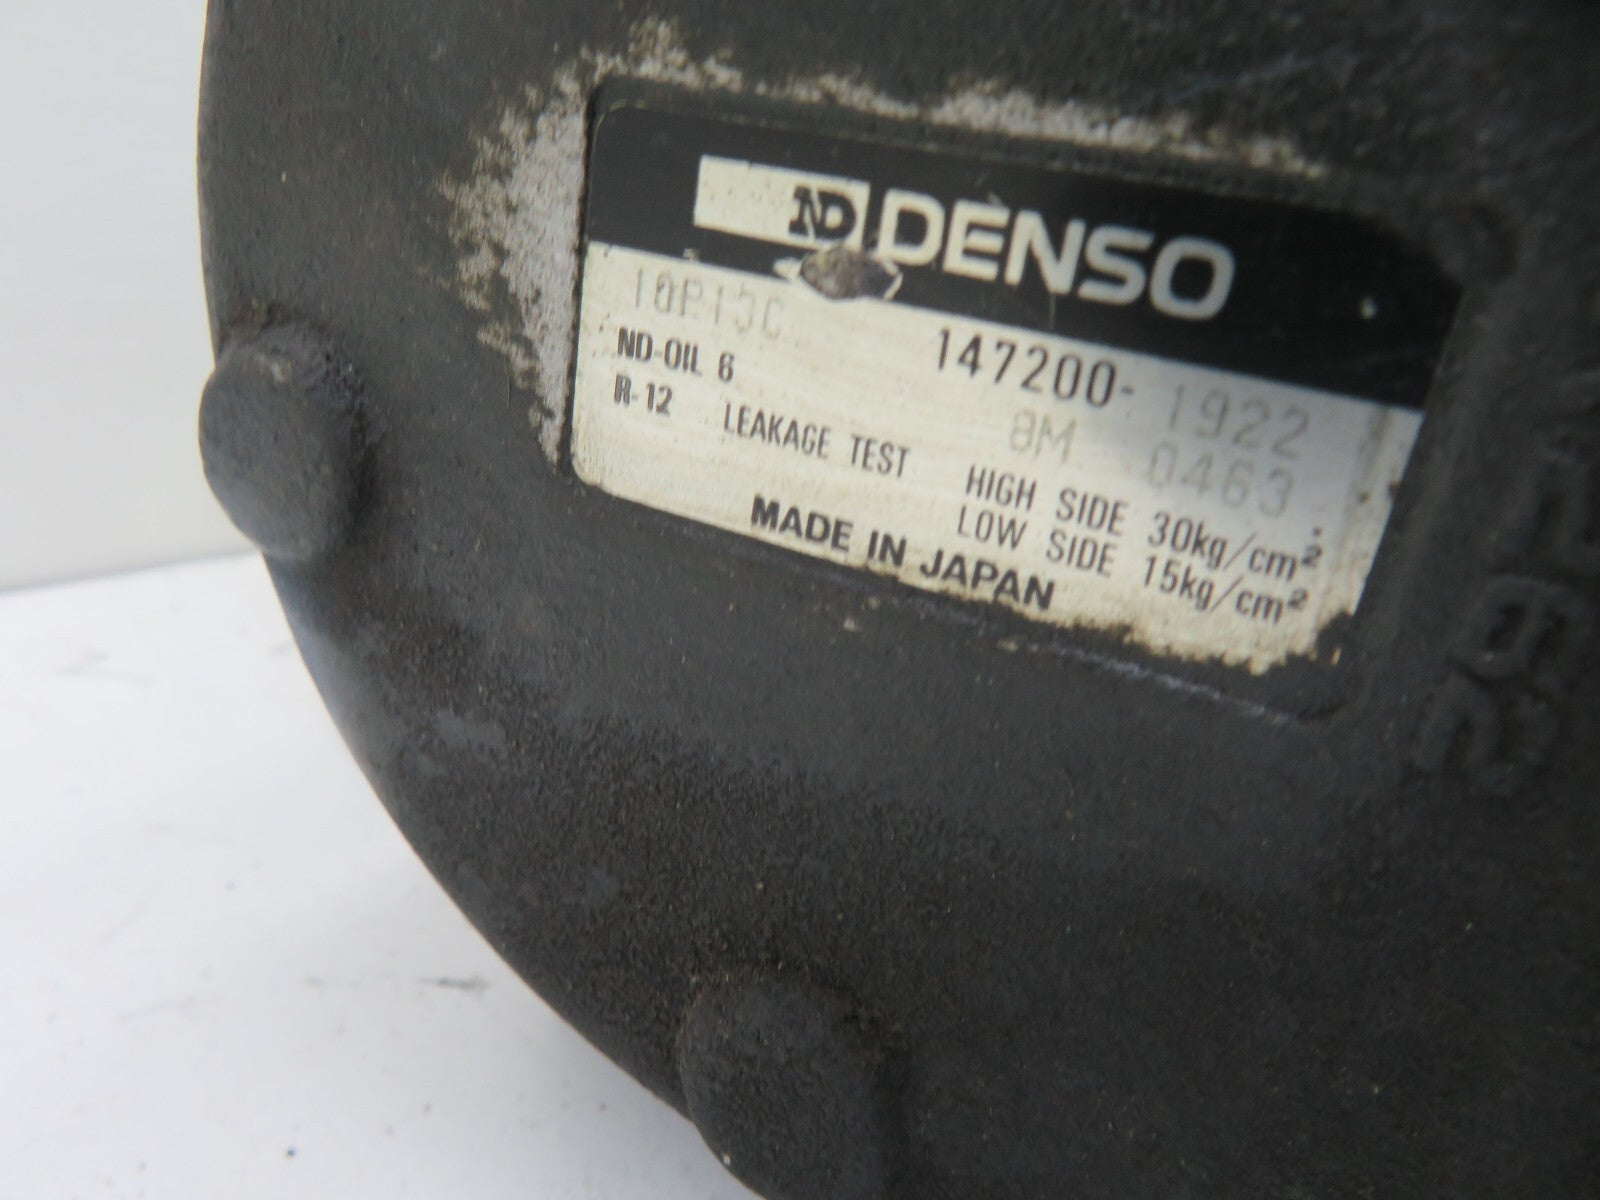 ND DENSO
10P13C 147200-1922
ND-OIL 6 8M 0463
R-12 LEAKAGE TEST HIGH SIDE 30kg/cm²
LOW SIDE 15kg/cm²
MADE IN JAPAN